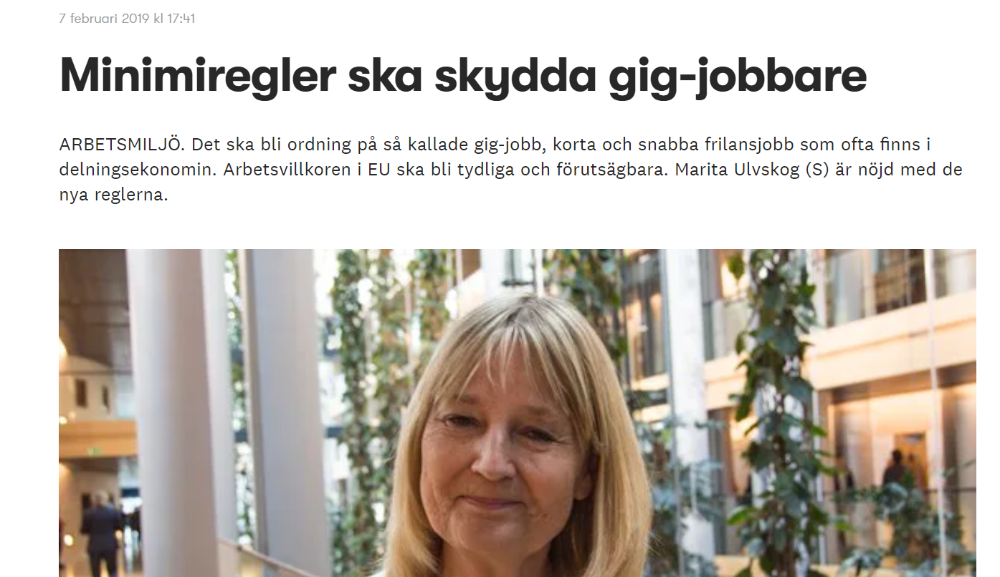 7 februari 2019 kl 17:41
Minimiregler ska skydda gig-jobbare
ARBETSMILJÖ. Det ska bli ordning på så kallade gig-jobb, korta och snabba frilansjobb som ofta finns i
delningsekonomin. Arbetsvillkoren i EU ska bli tydliga och förutsägbara. Marita Ulvskog (S) är nöjd med de
nya reglerna.